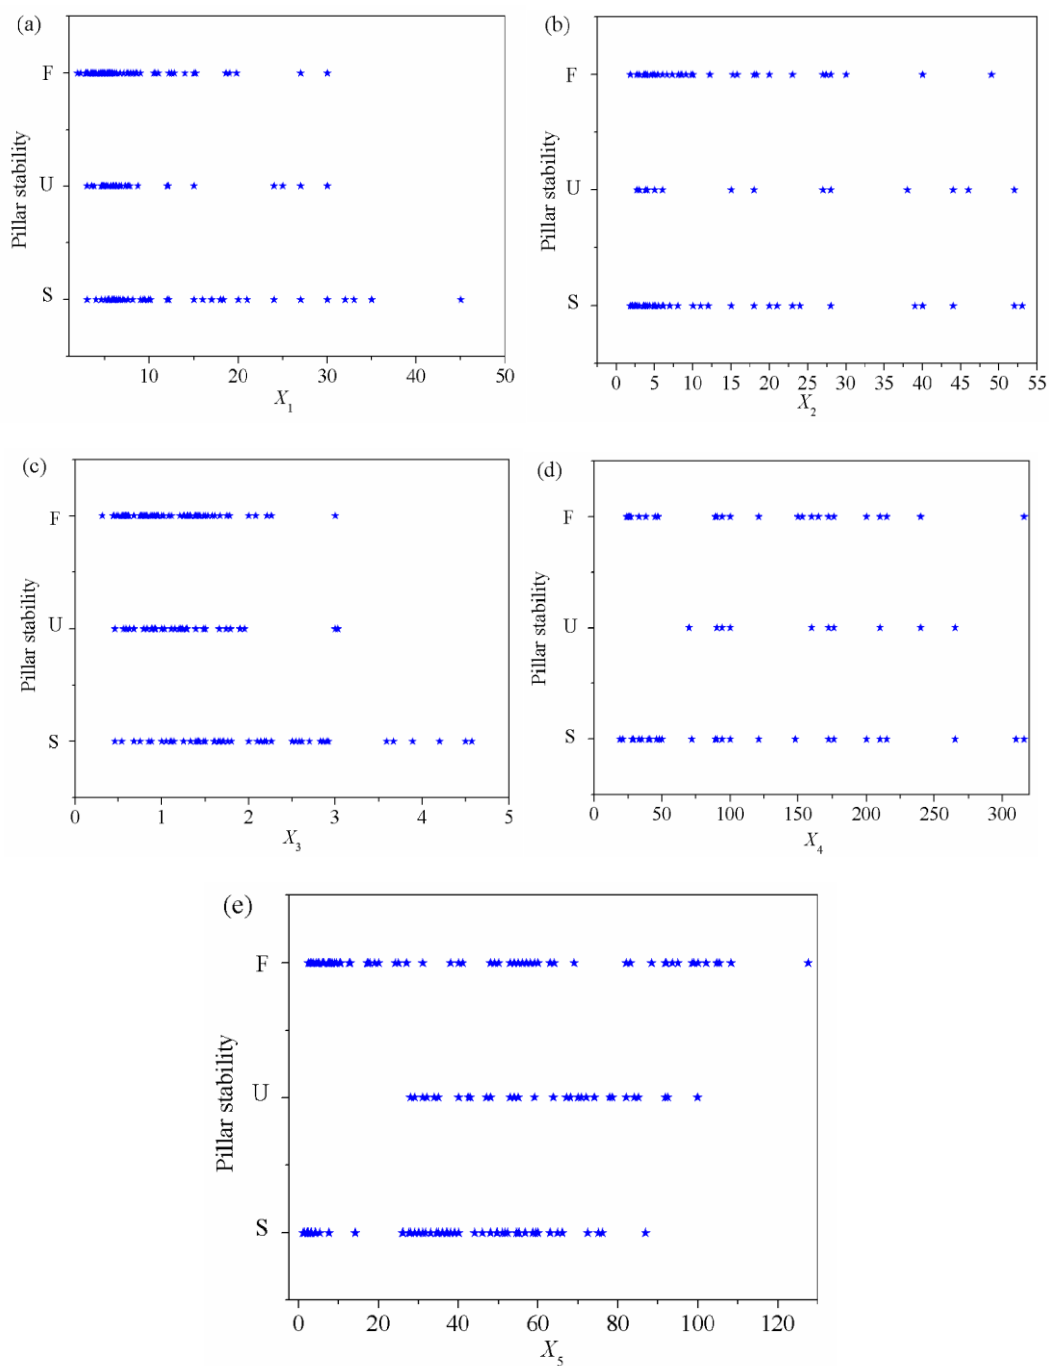 (a)
F
U
S
Pillar stability
10 20 30 40 50
X1
(b)
F
U
S
Pillar stability
0 5 10 15 20 25 30 35 40 45 50 55
X2
(c)
F
U
S
Pillar stability
0 1 2 3 4 5
X3
(d)
F
U
S
Pillar stability
0 50 100 150 200 250 300
X4
(e)
F
U
S
Pillar stability
0 20 40 60 80 100 120
X5